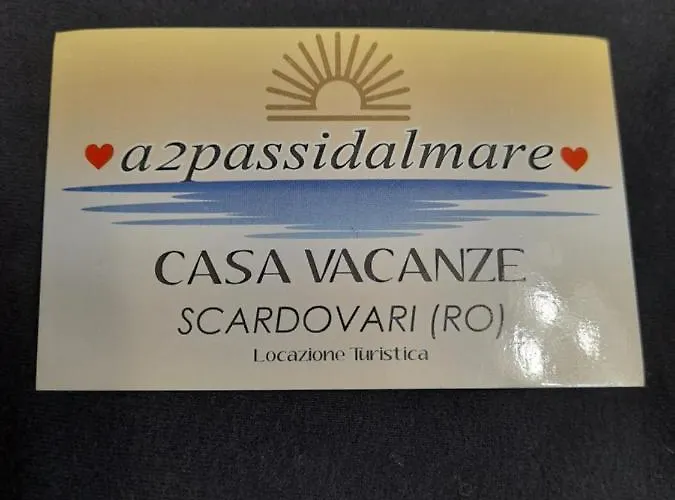 a2passidalmare
CASA VACANZE
SCARDOVARI (RO)
Locazione Turistica